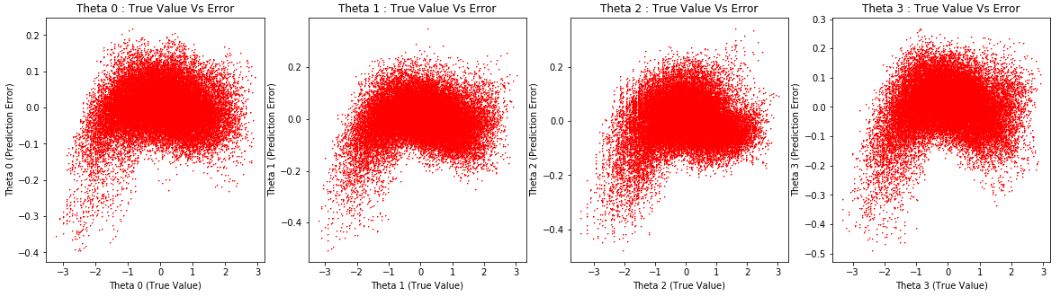 Theta 0 : True Value Vs Error
Theta 0 (Prediction Error)
0.2
0.1
0.0
−0.1
−0.2
−0.3
−0.4
−3 −2 −1 0 1 2 3
Theta 0 (True Value)
Theta 1 : True Value Vs Error
Theta 1 (Prediction Error)
0.2
0.0
−0.2
−0.4
−3 −2 −1 0 1 2 3
Theta 1 (True Value)
Theta 2 : True Value Vs Error
Theta 2 (Prediction Error)
0.2
0.0
−0.2
−0.4
−3 −2 −1 0 1 2 3
Theta 2 (True Value)
Theta 3 : True Value Vs Error
Theta 3 (Prediction Error)
0.3
0.2
0.1
0.0
−0.1
−0.2
−0.3
−0.4
−0.5
−3 −2 −1 0 1 2 3
Theta 3 (True Value)